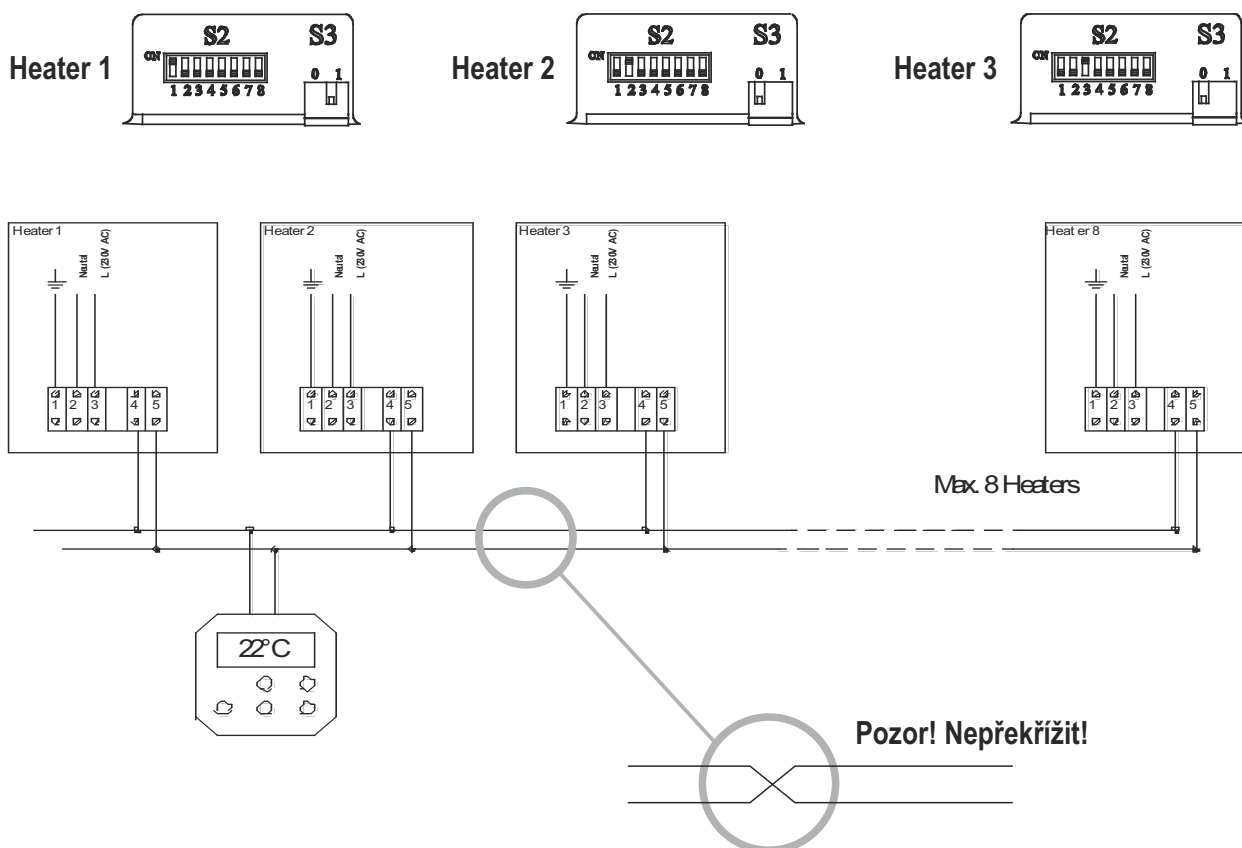 S2 S3
Heater 1
ON
0 1
1 2 3 4 5 6 7 8
S2 S3
Heater 2
ON
0 1
1 2 3 4 5 6 7 8
S2 S3
Heater 3
ON
0 1
1 2 3 4 5 6 7 8
Heater 1
L (230V AC)
1 2 3 4 5
Heater 2
L (230V AC)
1 2 3 4 5
Heater 3
L (230V AC)
1 2 3 4 5
Heater 8
L (230V AC)
1 2 3 4 5
Max. 8 Heaters
22°C
Pozor! Nepřekřížit!